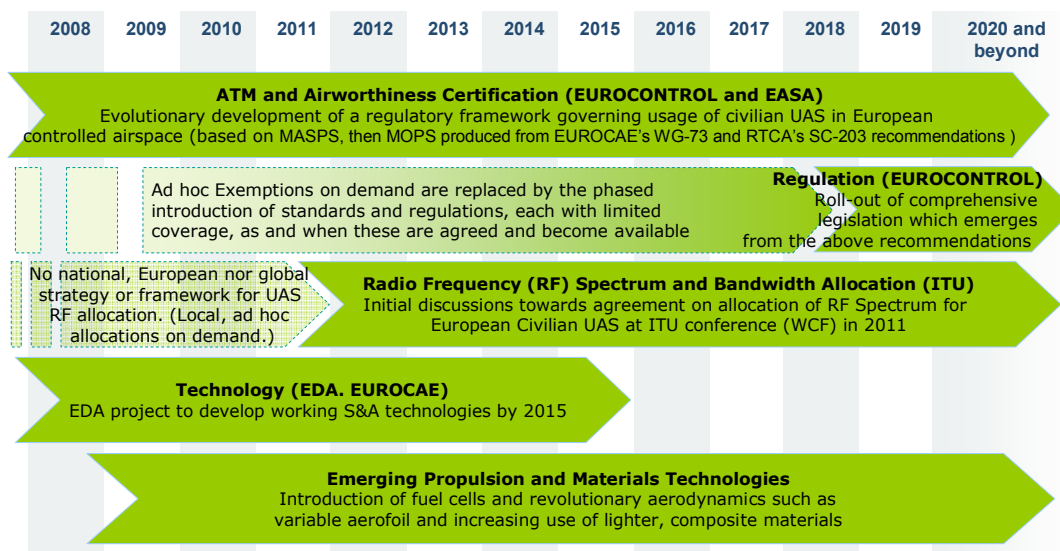 2008 2009 2010 2011 2012 2013 2014 2015 2016 2017 2018 2019 2020 and
beyond
ATM and Airworthiness Certification (EUROCONTROL and EASA)
Evolutionary development of a regulatory framework governing usage of civilian UAS in European
controlled airspace (based on MASPS, then MOPS produced from EUROCAE's WG-73 and RTCA's SC-203 recommendations )
Ad hoc Exemptions on demand are replaced by the phased
introduction of standards and regulations, each with limited
coverage, as and when these are agreed and become available
Regulation (EUROCONTROL)
Roll-out of comprehensive
legislation which emerges
from the above recommendations
No national, European nor global
strategy or framework for UAS
RF allocation. (Local, ad hoc
allocations on demand.)
Radio Frequency (RF) Spectrum and Bandwidth Allocation (ITU)
Initial discussions towards agreement on allocation of RF Spectrum for
European Civilian UAS at ITU conference (WCF) in 2011
Technology (EDA. EUROCAE)
EDA project to develop working S&A technologies by 2015
Emerging Propulsion and Materials Technologies
Introduction of fuel cells and revolutionary aerodynamics such as
variable aerofoil and increasing use of lighter, composite materials